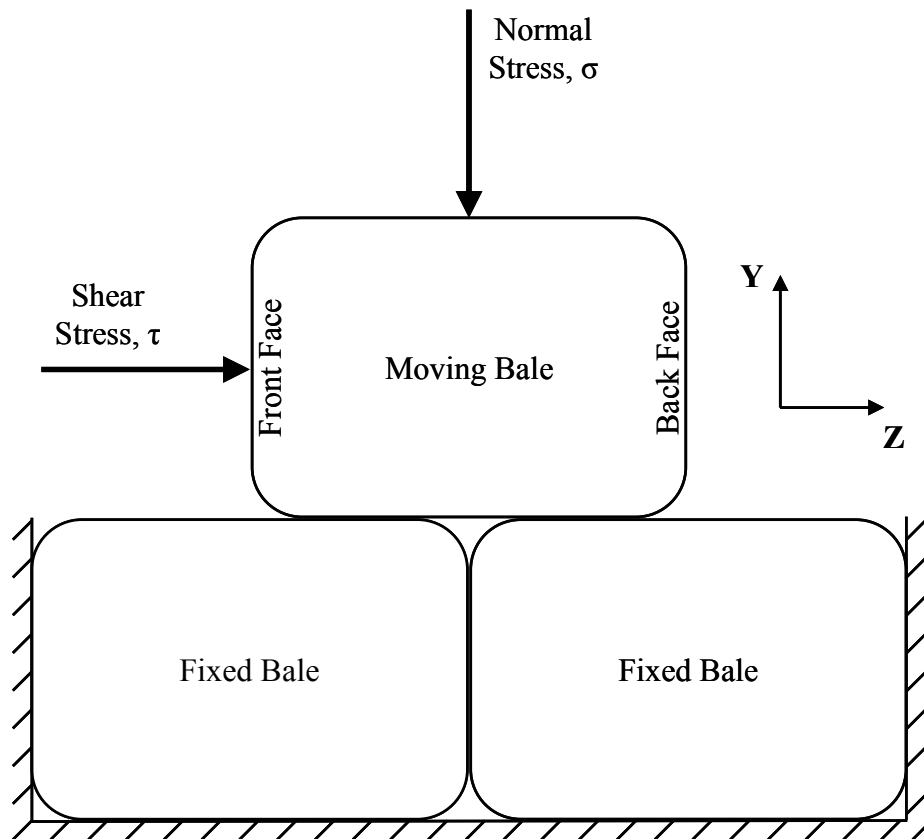 Normal
Stress, σ
Shear
Stress, τ
Front Face
Moving Bale
Back Face
Y
Z
Fixed Bale
Fixed Bale